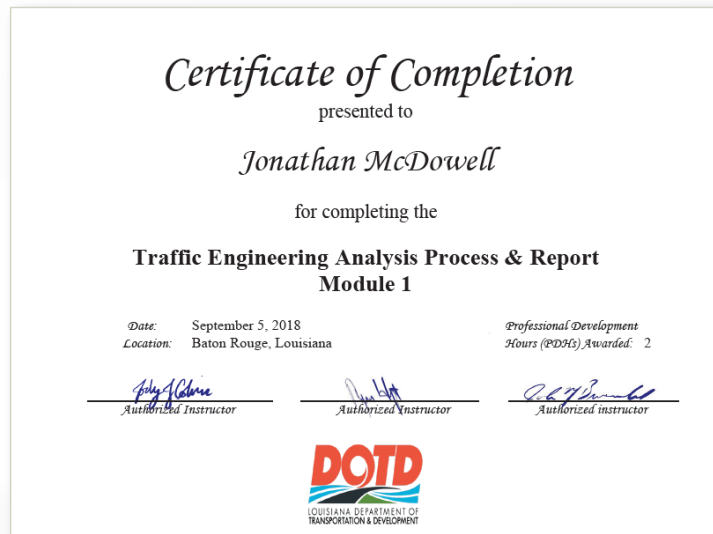 Certificate of Completion
presented to
Jonathan McDowell
for completing the
Traffic Engineering Analysis Process & Report
Module 1
Date: September 5, 2018
Location: Baton Rouge, Louisiana
Professional Development
Hours (PDHs) Awarded: 2
Authorized Instructor
Authorized Instructor
Authorized instructor
DOTD
LOUISIANA DEPARTMENT OF
TRANSPORTATION & DEVELOPMENT